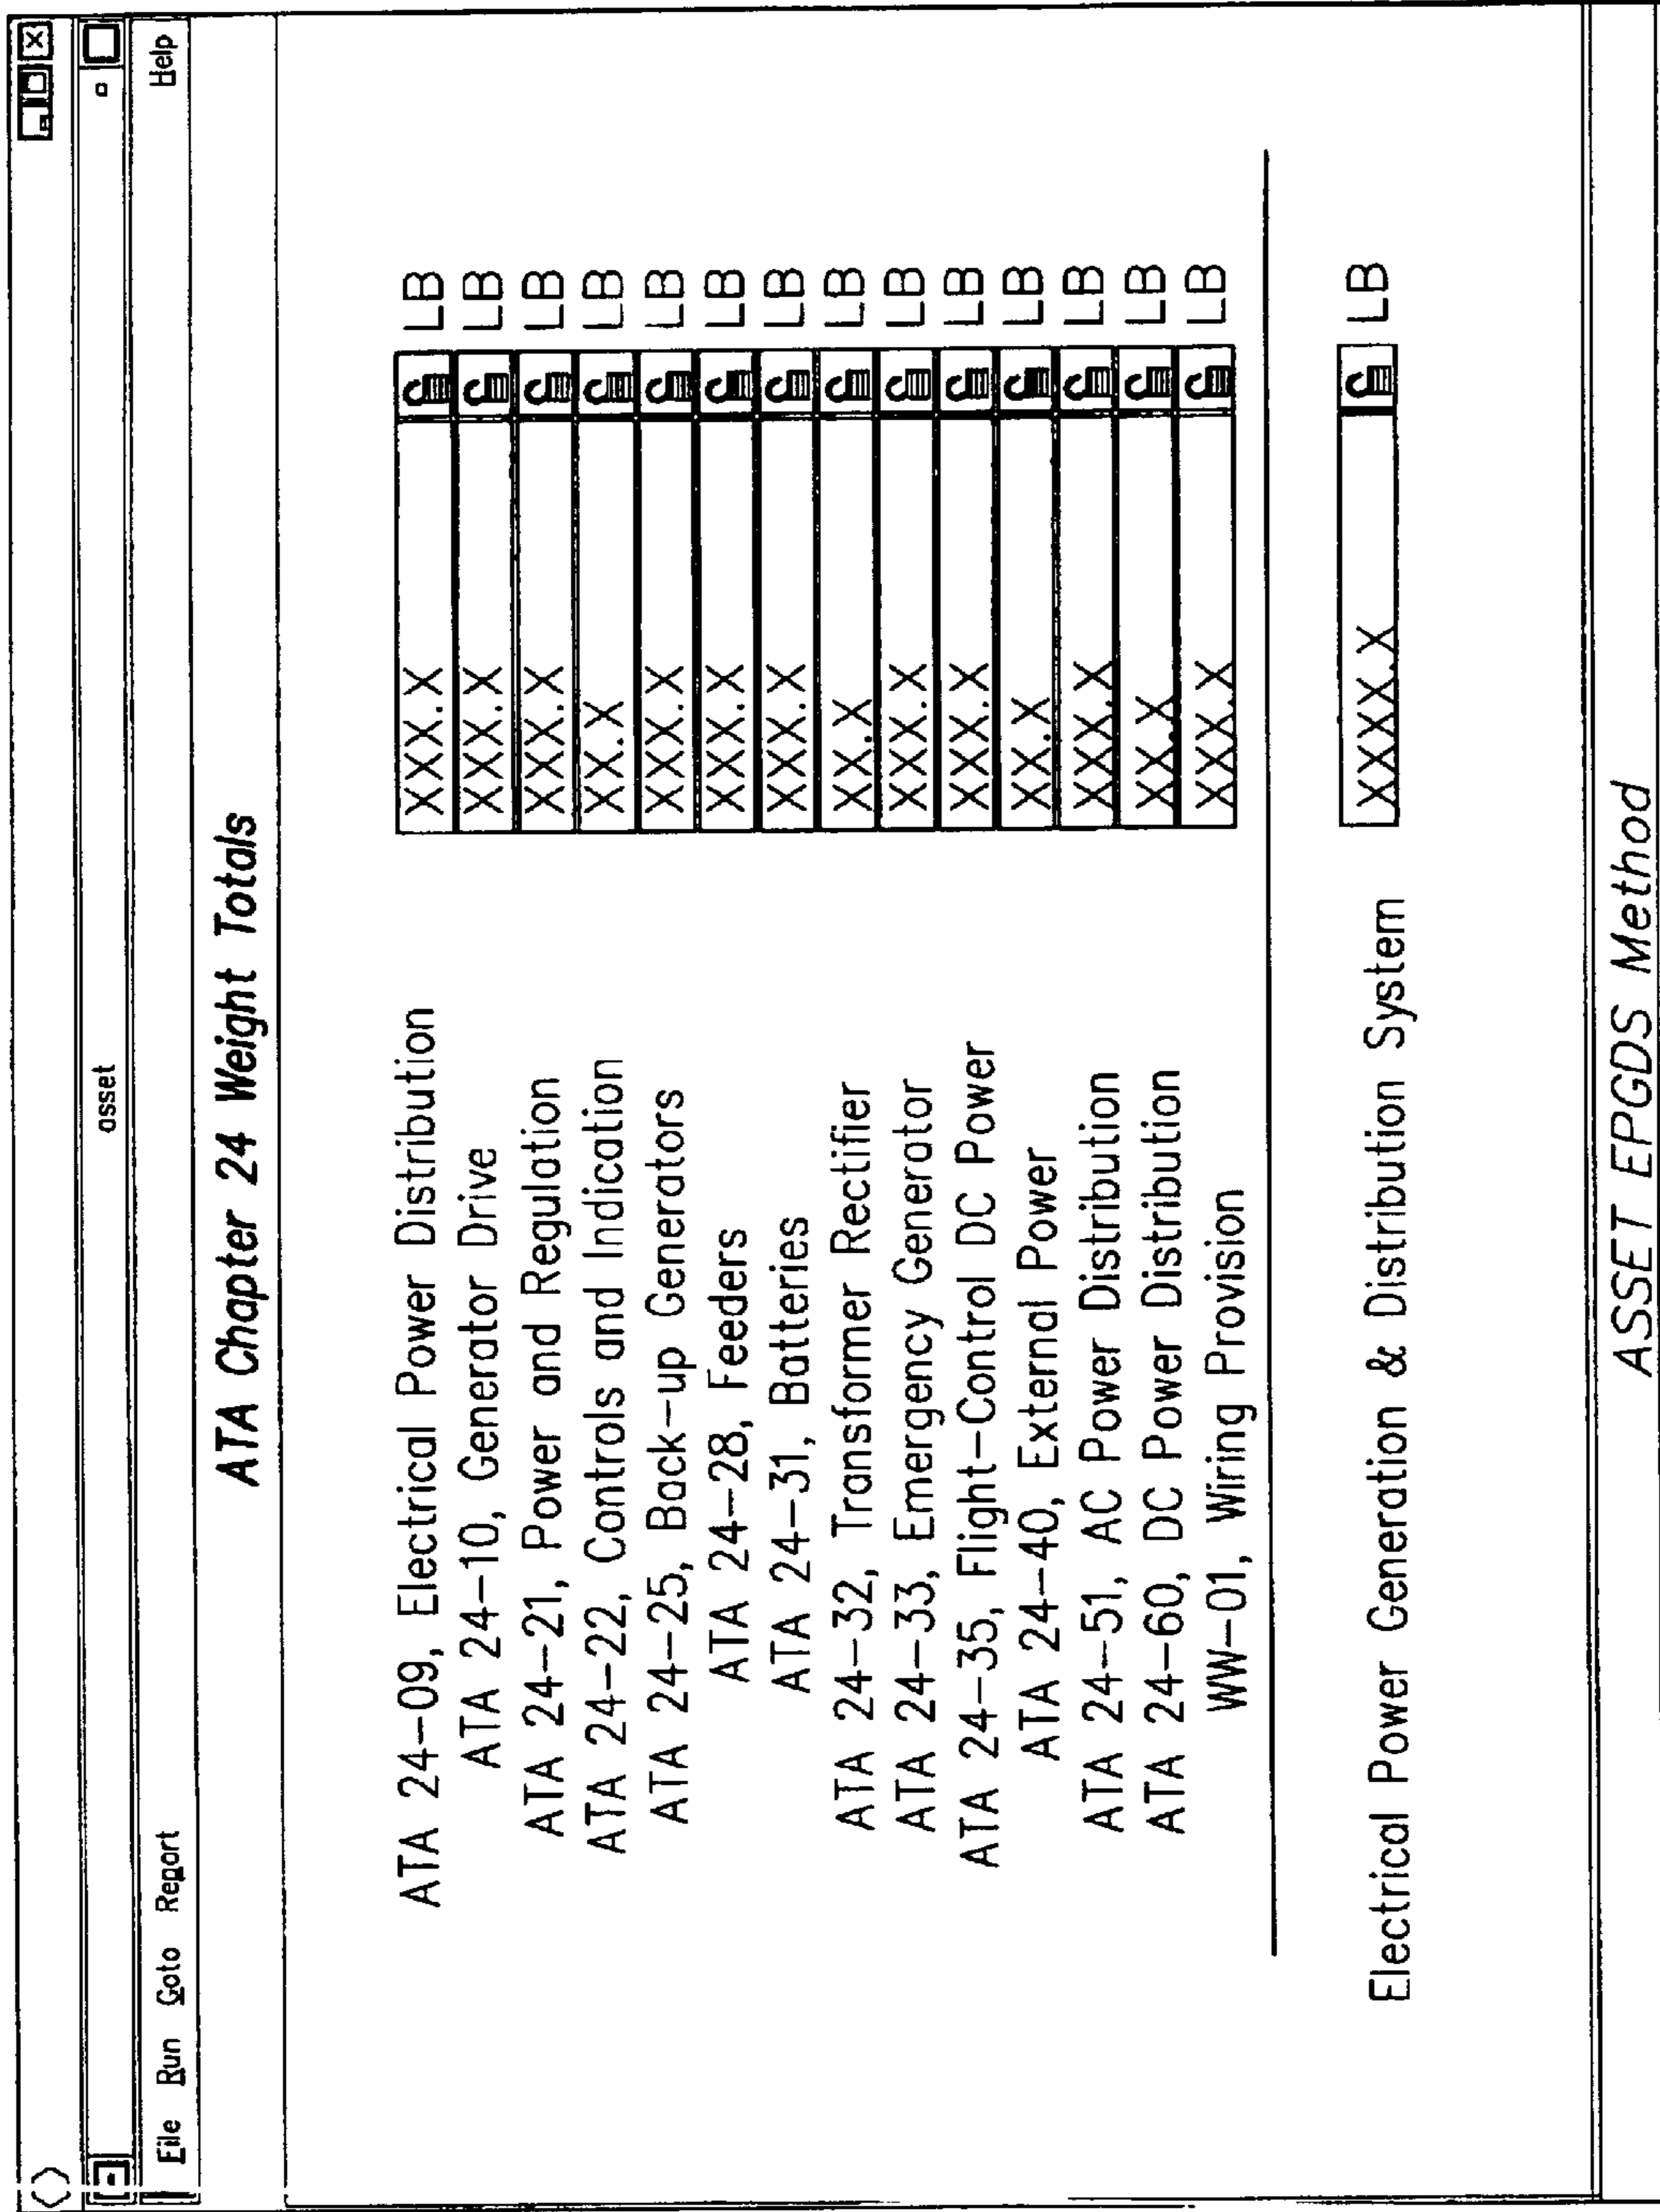 asset
File Run Goto Report Help
ATA Chapter 24 Weight Totals
ATA 24-09, Electrical Power Distribution XXX.X LB
ATA 24-10, Generator Drive XXX.X LB
ATA 24-21, Power and Regulation XXX.X LB
ATA 24-22, Controls and Indication XX.X LB
ATA 24-25, Back-up Generators XXX.X LB
ATA 24-28, Feeders XXX.X LB
ATA 24-31, Batteries XXX.X LB
ATA 24-32, Transformer Rectifier XX.X LB
ATA 24-33, Emergency Generator XXX.X LB
ATA 24-35, Flight-Control DC Power XXX.X LB
ATA 24-40, External Power XX.X LB
ATA 24-51, AC Power Distribution XXX.X LB
ATA 24-60, DC Power Distribution XX.X LB
WW-01, Wiring Provision XXX.X LB
Electrical Power Generation & Distribution System XXXX.X LB
ASSET EPGDS Method